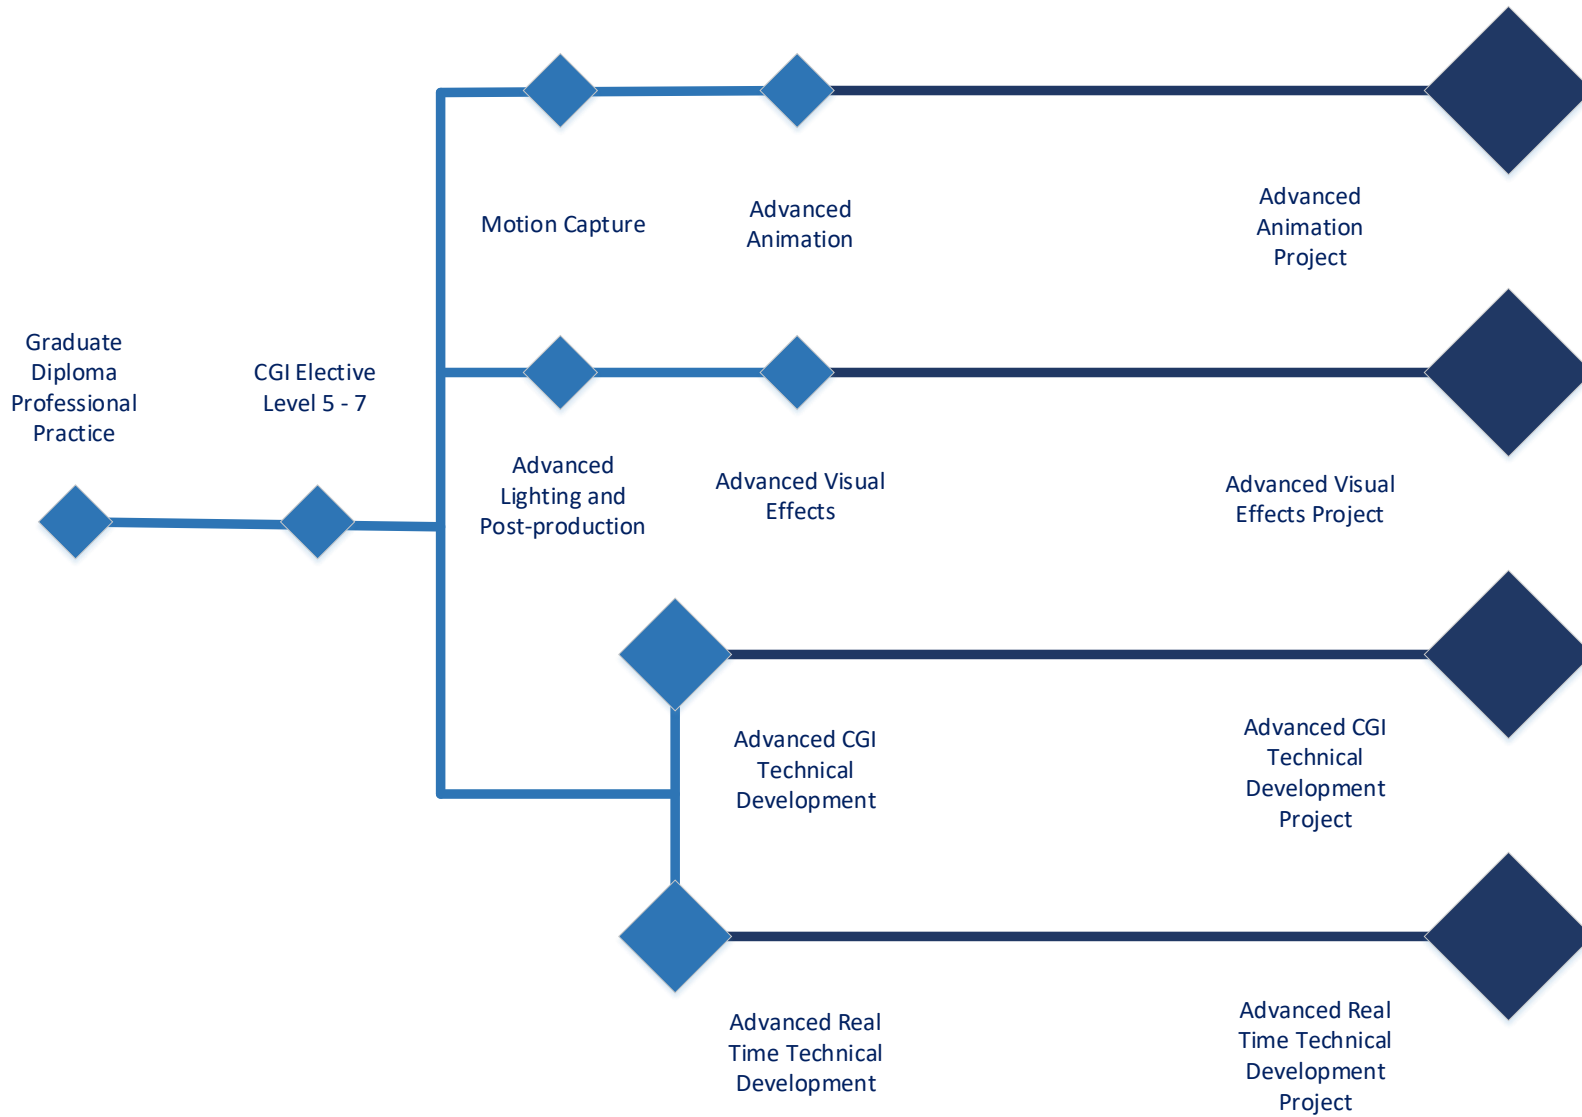 Graduate
Diploma
Professional
Practice
CGI Elective
Level 5 - 7
Motion Capture
Advanced
Animation
Advanced
Animation
Project
Advanced
Lighting and
Post-production
Advanced Visual
Effects
Advanced Visual
Effects Project
Advanced CGI
Technical
Development
Advanced CGI
Technical
Development
Project
Advanced Real
Time Technical
Development
Advanced Real
Time Technical
Development
Project